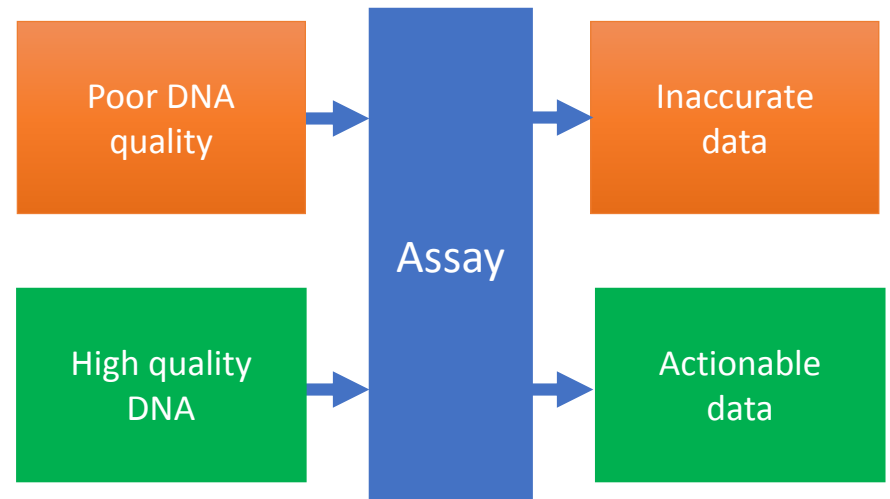 Poor DNA
quality
Inaccurate
data
Assay
High quality
DNA
Actionable
data